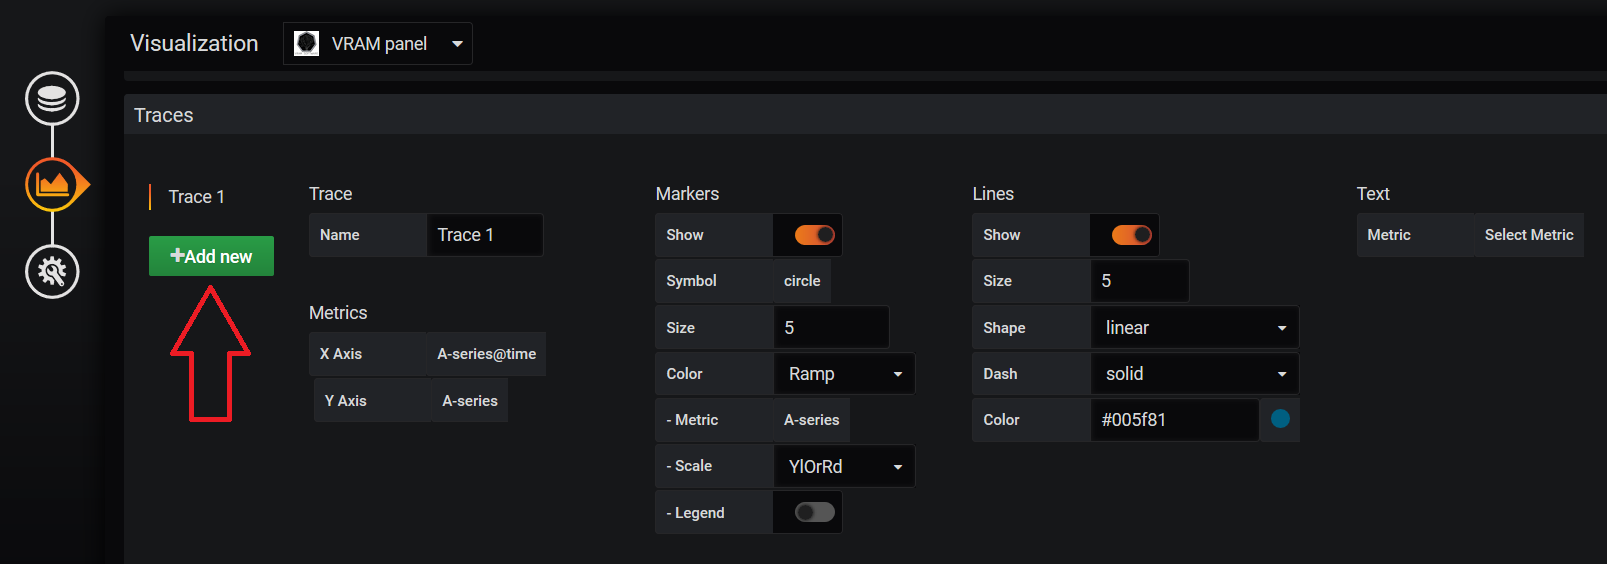 Visualization
VRAM panel
Traces
Trace 1
+Add new
Trace
Name
Trace 1
Metrics
X Axis
A-series@time
Y Axis
A-series
Markers
Show
Symbol
circle
Size
5
Color
Ramp
- Metric
A-series
- Scale
YlOrRd
- Legend
Lines
Show
Size
5
Shape
linear
Dash
solid
Color
#005f81
Text
Metric
Select Metric